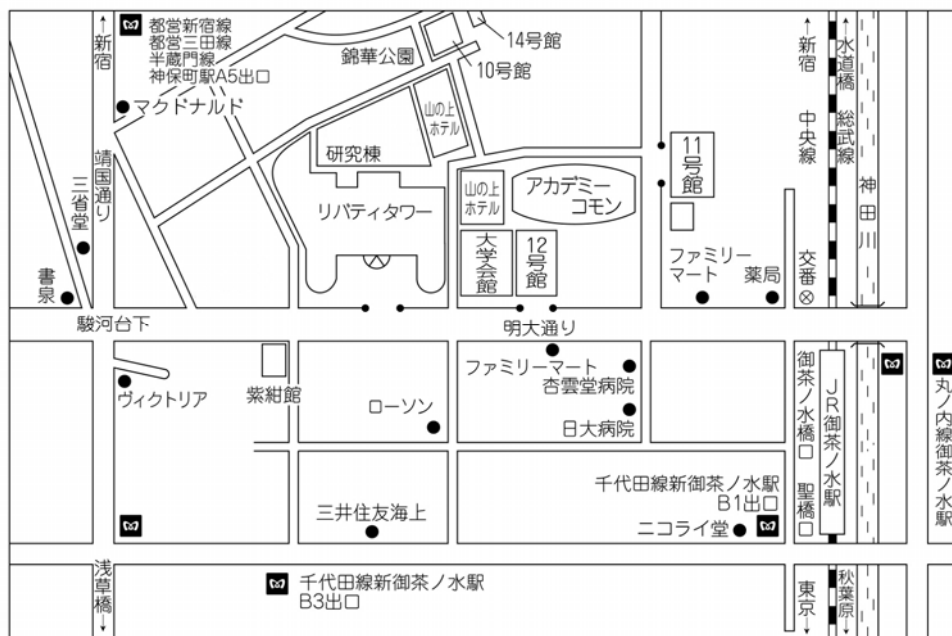 都営新宿線
都営三田線
半蔵門線
神保町駅A5出口
マクドナルド
←新宿
靖国通り
三省堂
書泉
駿河台下
錦華公園
14号館
10号館
山の上
ホテル
研究棟
リバティタワー
山の上
ホテル
アカデミー
コモン
大学会館
12号館
11号館
ファミリー
マート
薬局
←新宿
中央線
←水道橋
総武線
神田川
交番
明大通り
ヴィクトリア
紫紺館
ローソン
ファミリーマート
杏雲堂病院
日大病院
御茶ノ水橋口
聖橋口
JR御茶ノ水駅
丸ノ内線御茶ノ水駅
千代田線新御茶ノ水駅
B1出口
ニコライ堂
三井住友海上
浅草橋→
千代田線新御茶ノ水駅
B3出口
東京→
秋葉原→